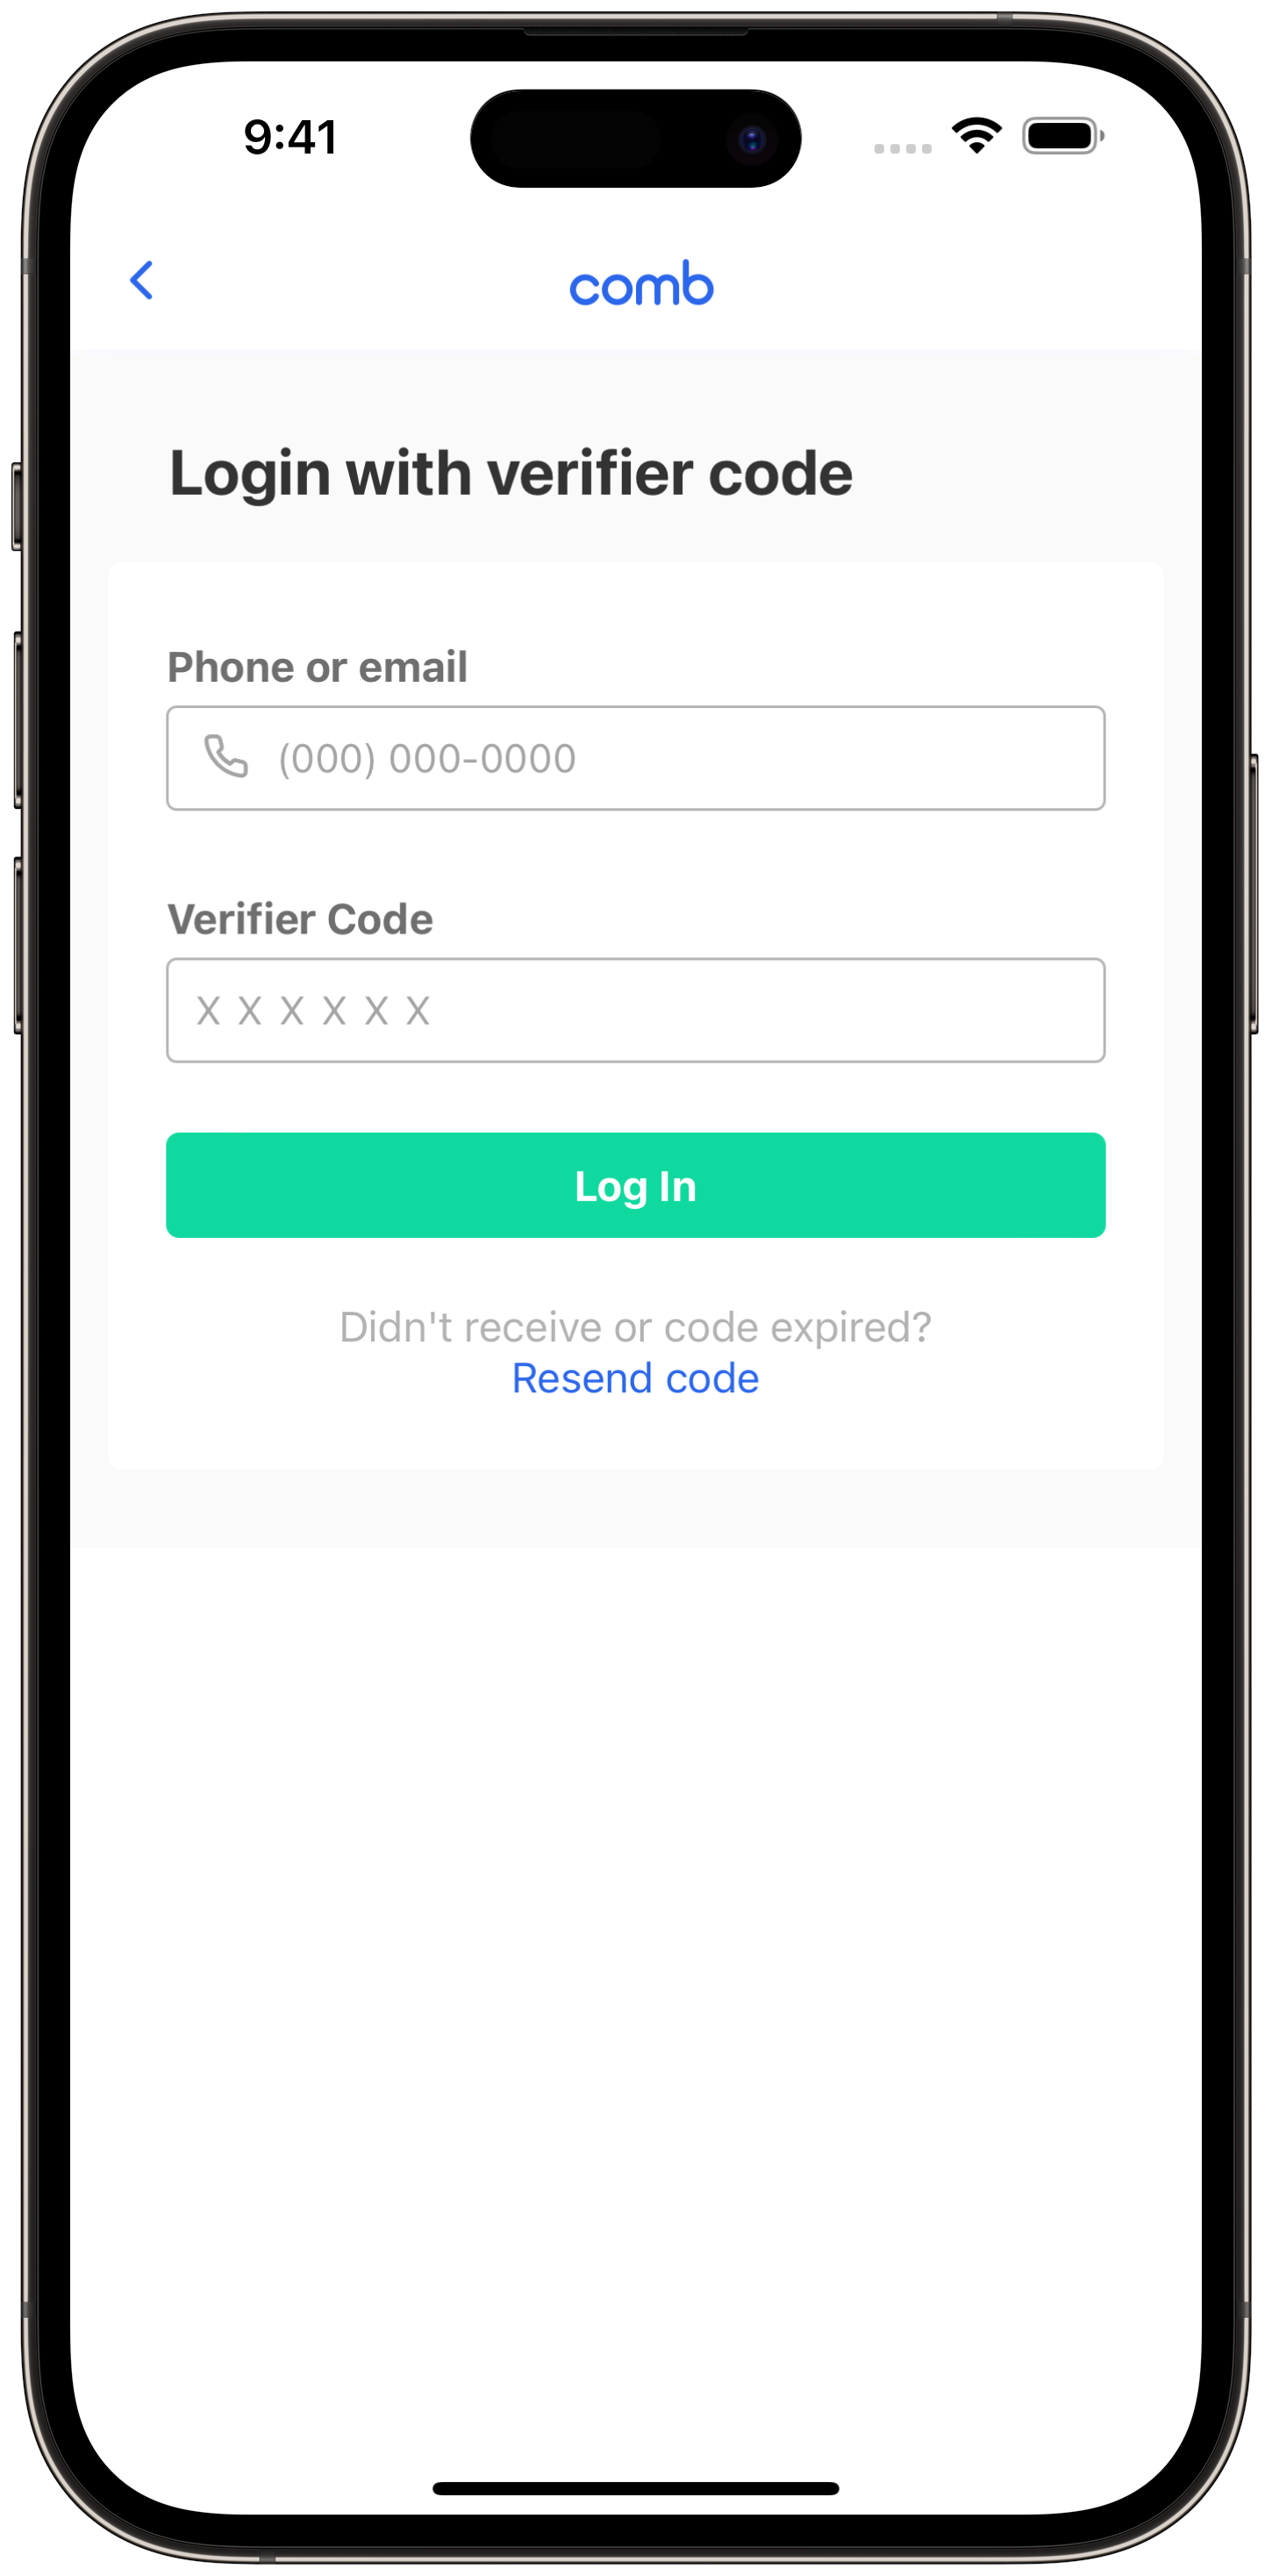 9:41
comb
Login with verifier code
Phone or email
(000) 000-0000
Verifier Code
X X X X X X
Log In
Didn't receive or code expired?
Resend code